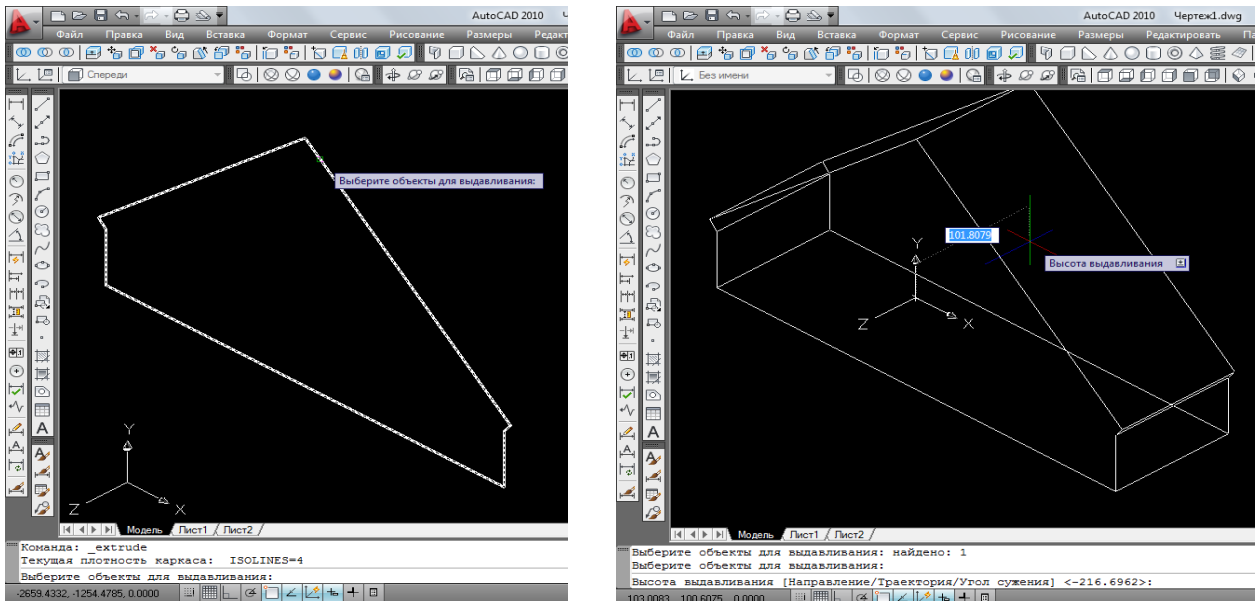 AutoCAD 2010
Файл Правка Вид Вставка Формат Сервис Рисование Размеры Редакт
Спереди
Выберите объекты для выдавливания:
Y
Z
X
A
Модель Лист1 Лист2
Команда: _extrude
Текущая плотность каркаса: ISOLINES=4
Выберите объекты для выдавливания:
-2659.4332, -1254.4785, 0.0000
AutoCAD 2010 Чертеж1.dwg
Файл Правка Вид Вставка Формат Сервис Рисование Размеры Редактировать Па
Без имени
101.8079
Высота выдавливания
Y
Z
X
A
Модель Лист1 Лист2
Выберите объекты для выдавливания: найдено: 1
Выберите объекты для выдавливания:
Высота выдавливания [Направление/Траектория/Угол сужения] <-216.6962>:
103.0083, 100.6075, 0.0000